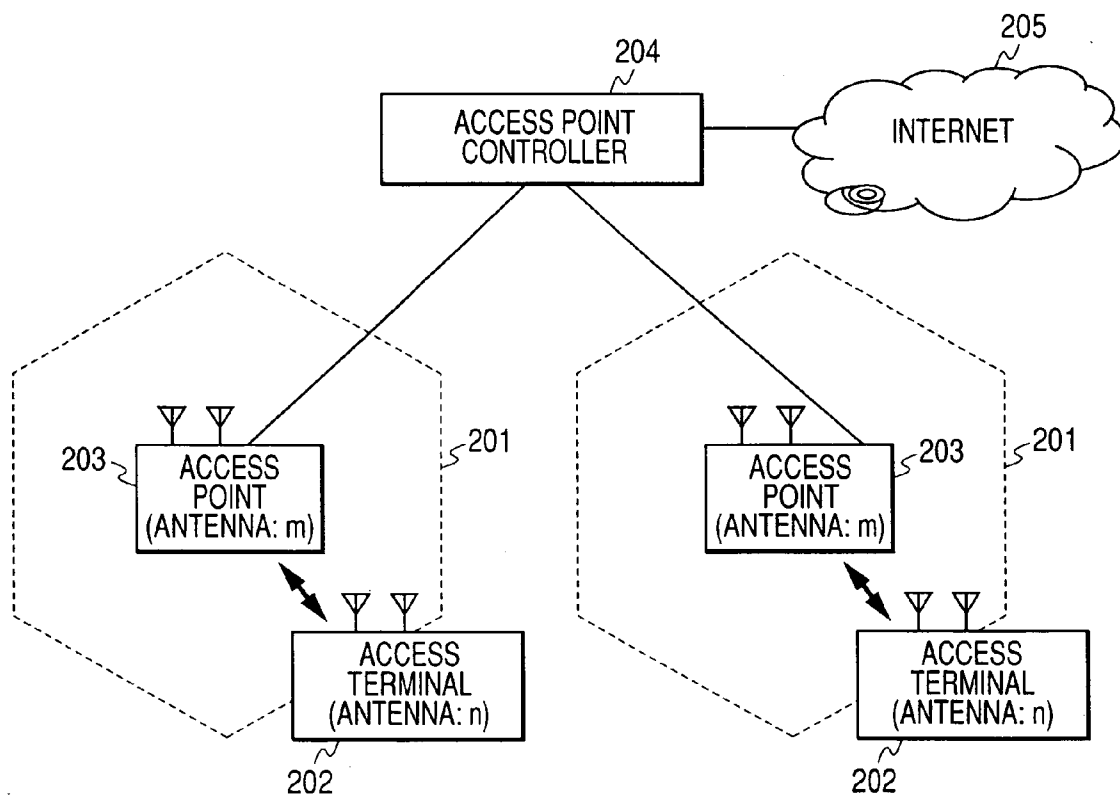 204
205
ACCESS POINT
CONTROLLER
INTERNET
203
ACCESS
POINT
(ANTENNA: m)
201
ACCESS
POINT
(ANTENNA: m)
203
201
ACCESS
TERMINAL
(ANTENNA: n)
202
ACCESS
TERMINAL
(ANTENNA: n)
202